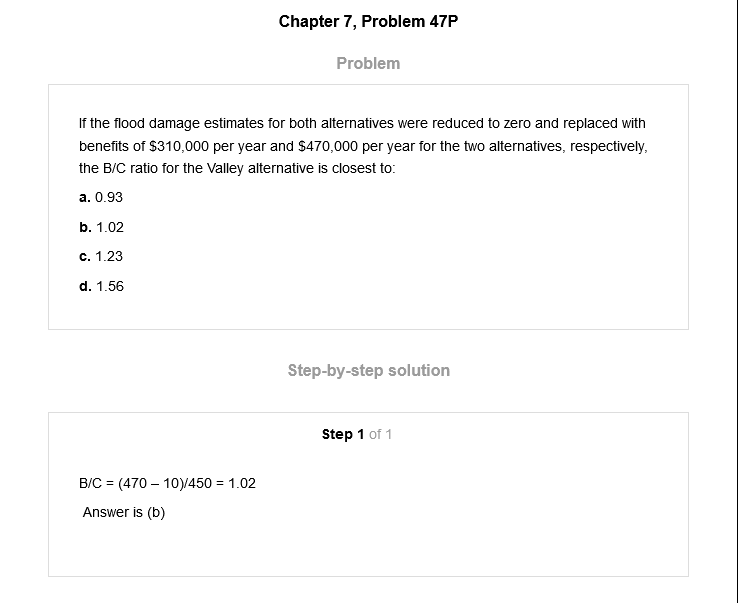 Chapter 7, Problem 47P
Problem
If the flood damage estimates for both alternatives were reduced to zero and replaced with
benefits of $310,000 per year and $470,000 per year for the two alternatives, respectively,
the B/C ratio for the Valley alternative is closest to:
a. 0.93
b. 1.02
c. 1.23
d. 1.56
Step-by-step solution
Step 1 of 1
B/C = (470 – 10)/450 = 1.02
Answer is (b)